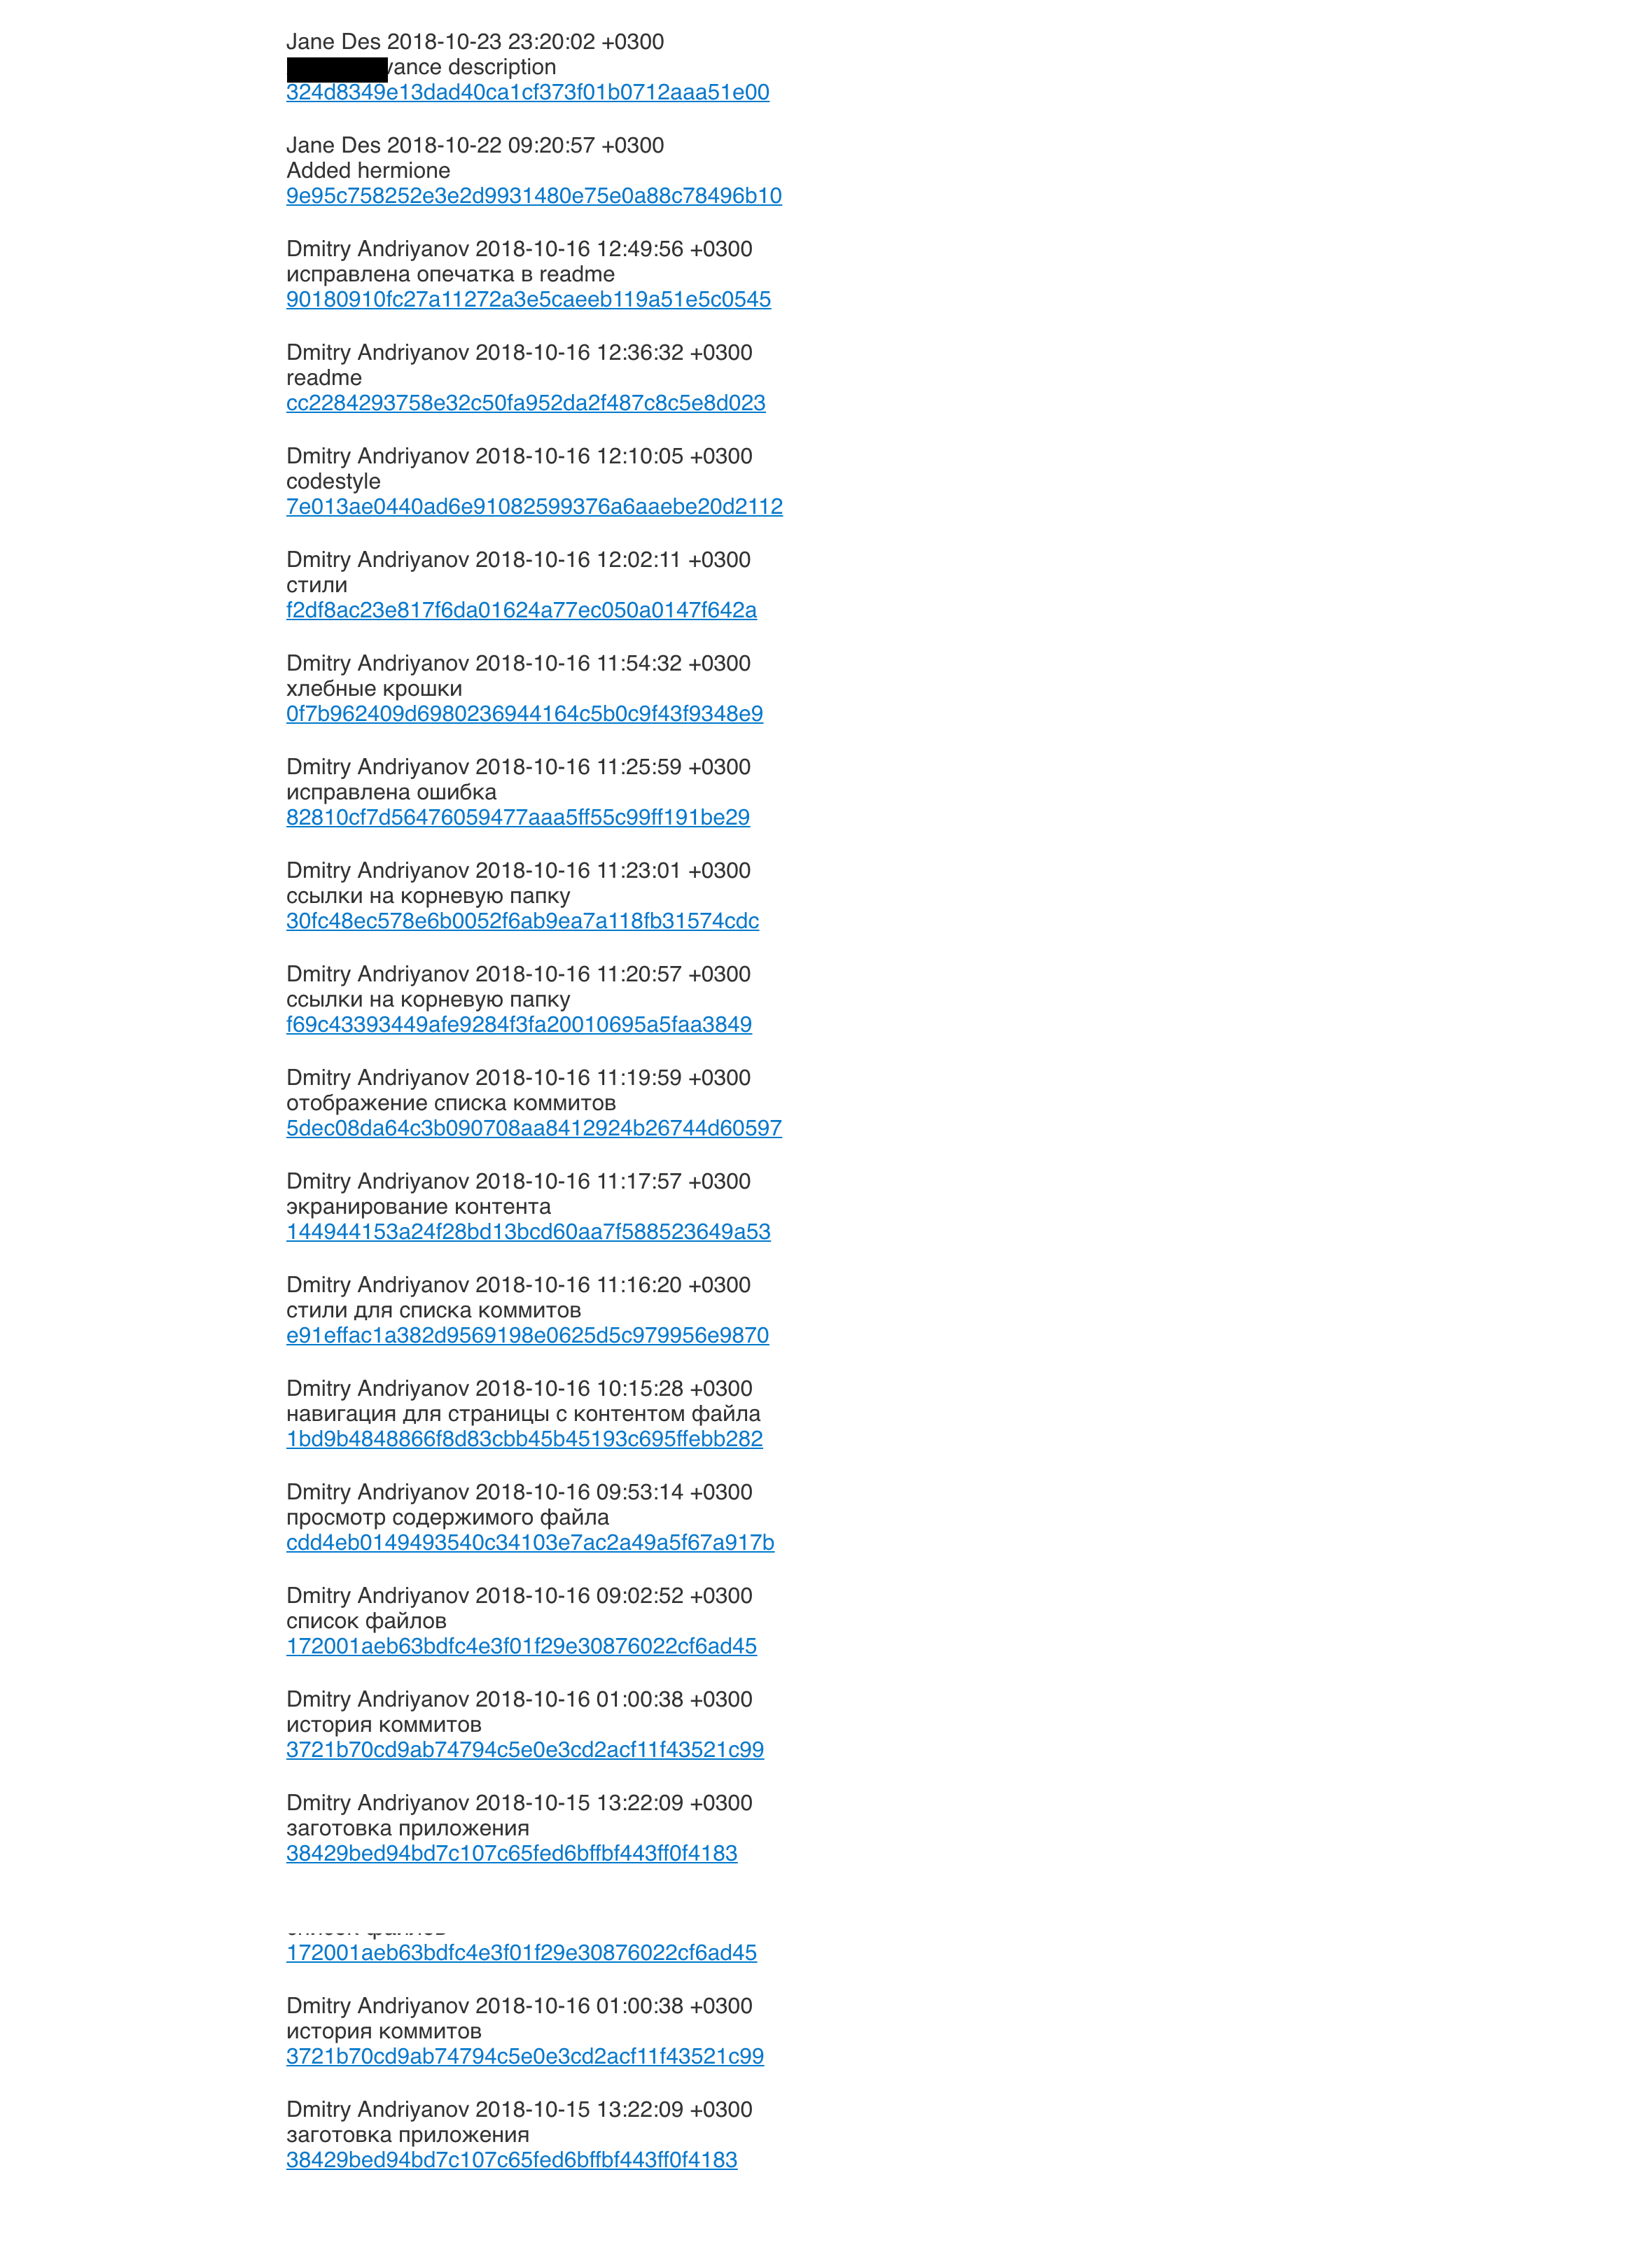 Jane Des 2018-10-23 23:20:02 +0300
description
324d8349e13dad40ca1cf373f01b0712aaa51e00
Jane Des 2018-10-22 09:20:57 +0300
Added hermione
9e95c758252e3e2d9931480e75e0a88c78496b10
Dmitry Andriyanov 2018-10-16 12:49:56 +0300
исправлена опечатка в readme
90180910fc27a11272a3e5caeeb119a51e5c0545
Dmitry Andriyanov 2018-10-16 12:36:32 +0300
readme
cc2284293758e32c50fa952da2f487c8c5e8d023
Dmitry Andriyanov 2018-10-16 12:10:05 +0300
codestyle
7e013ae0440ad6e91082599376a6aaebe20d2112
Dmitry Andriyanov 2018-10-16 12:02:11 +0300
стили
f2df8ac23e817f6da01624a77ec050a0147f642a
Dmitry Andriyanov 2018-10-16 11:54:32 +0300
хлебные крошки
0f7b962409d6980236944164c5b0c9f43f9348e9
Dmitry Andriyanov 2018-10-16 11:25:59 +0300
исправлена ошибка
82810cf7d56476059477aaa5ff55c99ff191be29
Dmitry Andriyanov 2018-10-16 11:23:01 +0300
ссылки на корневую папку
30fc48ec578e6b0052f6ab9ea7a118fb31574cdc
Dmitry Andriyanov 2018-10-16 11:20:57 +0300
ссылки на корневую папку
f69c43393449afe9284f3fa20010695a5faa3849
Dmitry Andriyanov 2018-10-16 11:19:59 +0300
отображение списка коммитов
5dec08da64c3b090708aa8412924b26744d60597
Dmitry Andriyanov 2018-10-16 11:17:57 +0300
экранирование контента
144944153a24f28bd13bcd60aa7f588523649a53
Dmitry Andriyanov 2018-10-16 11:16:20 +0300
стили для списка коммитов
e91effac1a382d9569198e0625d5c979956e9870
Dmitry Andriyanov 2018-10-16 10:15:28 +0300
навигация для страницы с контентом файла
1bd9b4848866f8d83cbb45b45193c695ffebb282
Dmitry Andriyanov 2018-10-16 09:53:14 +0300
просмотр содержимого файла
cdd4eb0149493540c34103e7ac2a49a5f67a917b
Dmitry Andriyanov 2018-10-16 09:02:52 +0300
список файлов
172001aeb63bdfc4e3f01f29e30876022cf6ad45
Dmitry Andriyanov 2018-10-16 01:00:38 +0300
история коммитов
3721b70cd9ab74794c5e0e3cd2acf11f43521c99
Dmitry Andriyanov 2018-10-15 13:22:09 +0300
заготовка приложения
38429bed94bd7c107c65fed6bffbf443ff0f4183
172001aeb63bdfc4e3f01f29e30876022cf6ad45
Dmitry Andriyanov 2018-10-16 01:00:38 +0300
история коммитов
3721b70cd9ab74794c5e0e3cd2acf11f43521c99
Dmitry Andriyanov 2018-10-15 13:22:09 +0300
заготовка приложения
38429bed94bd7c107c65fed6bffbf443ff0f4183